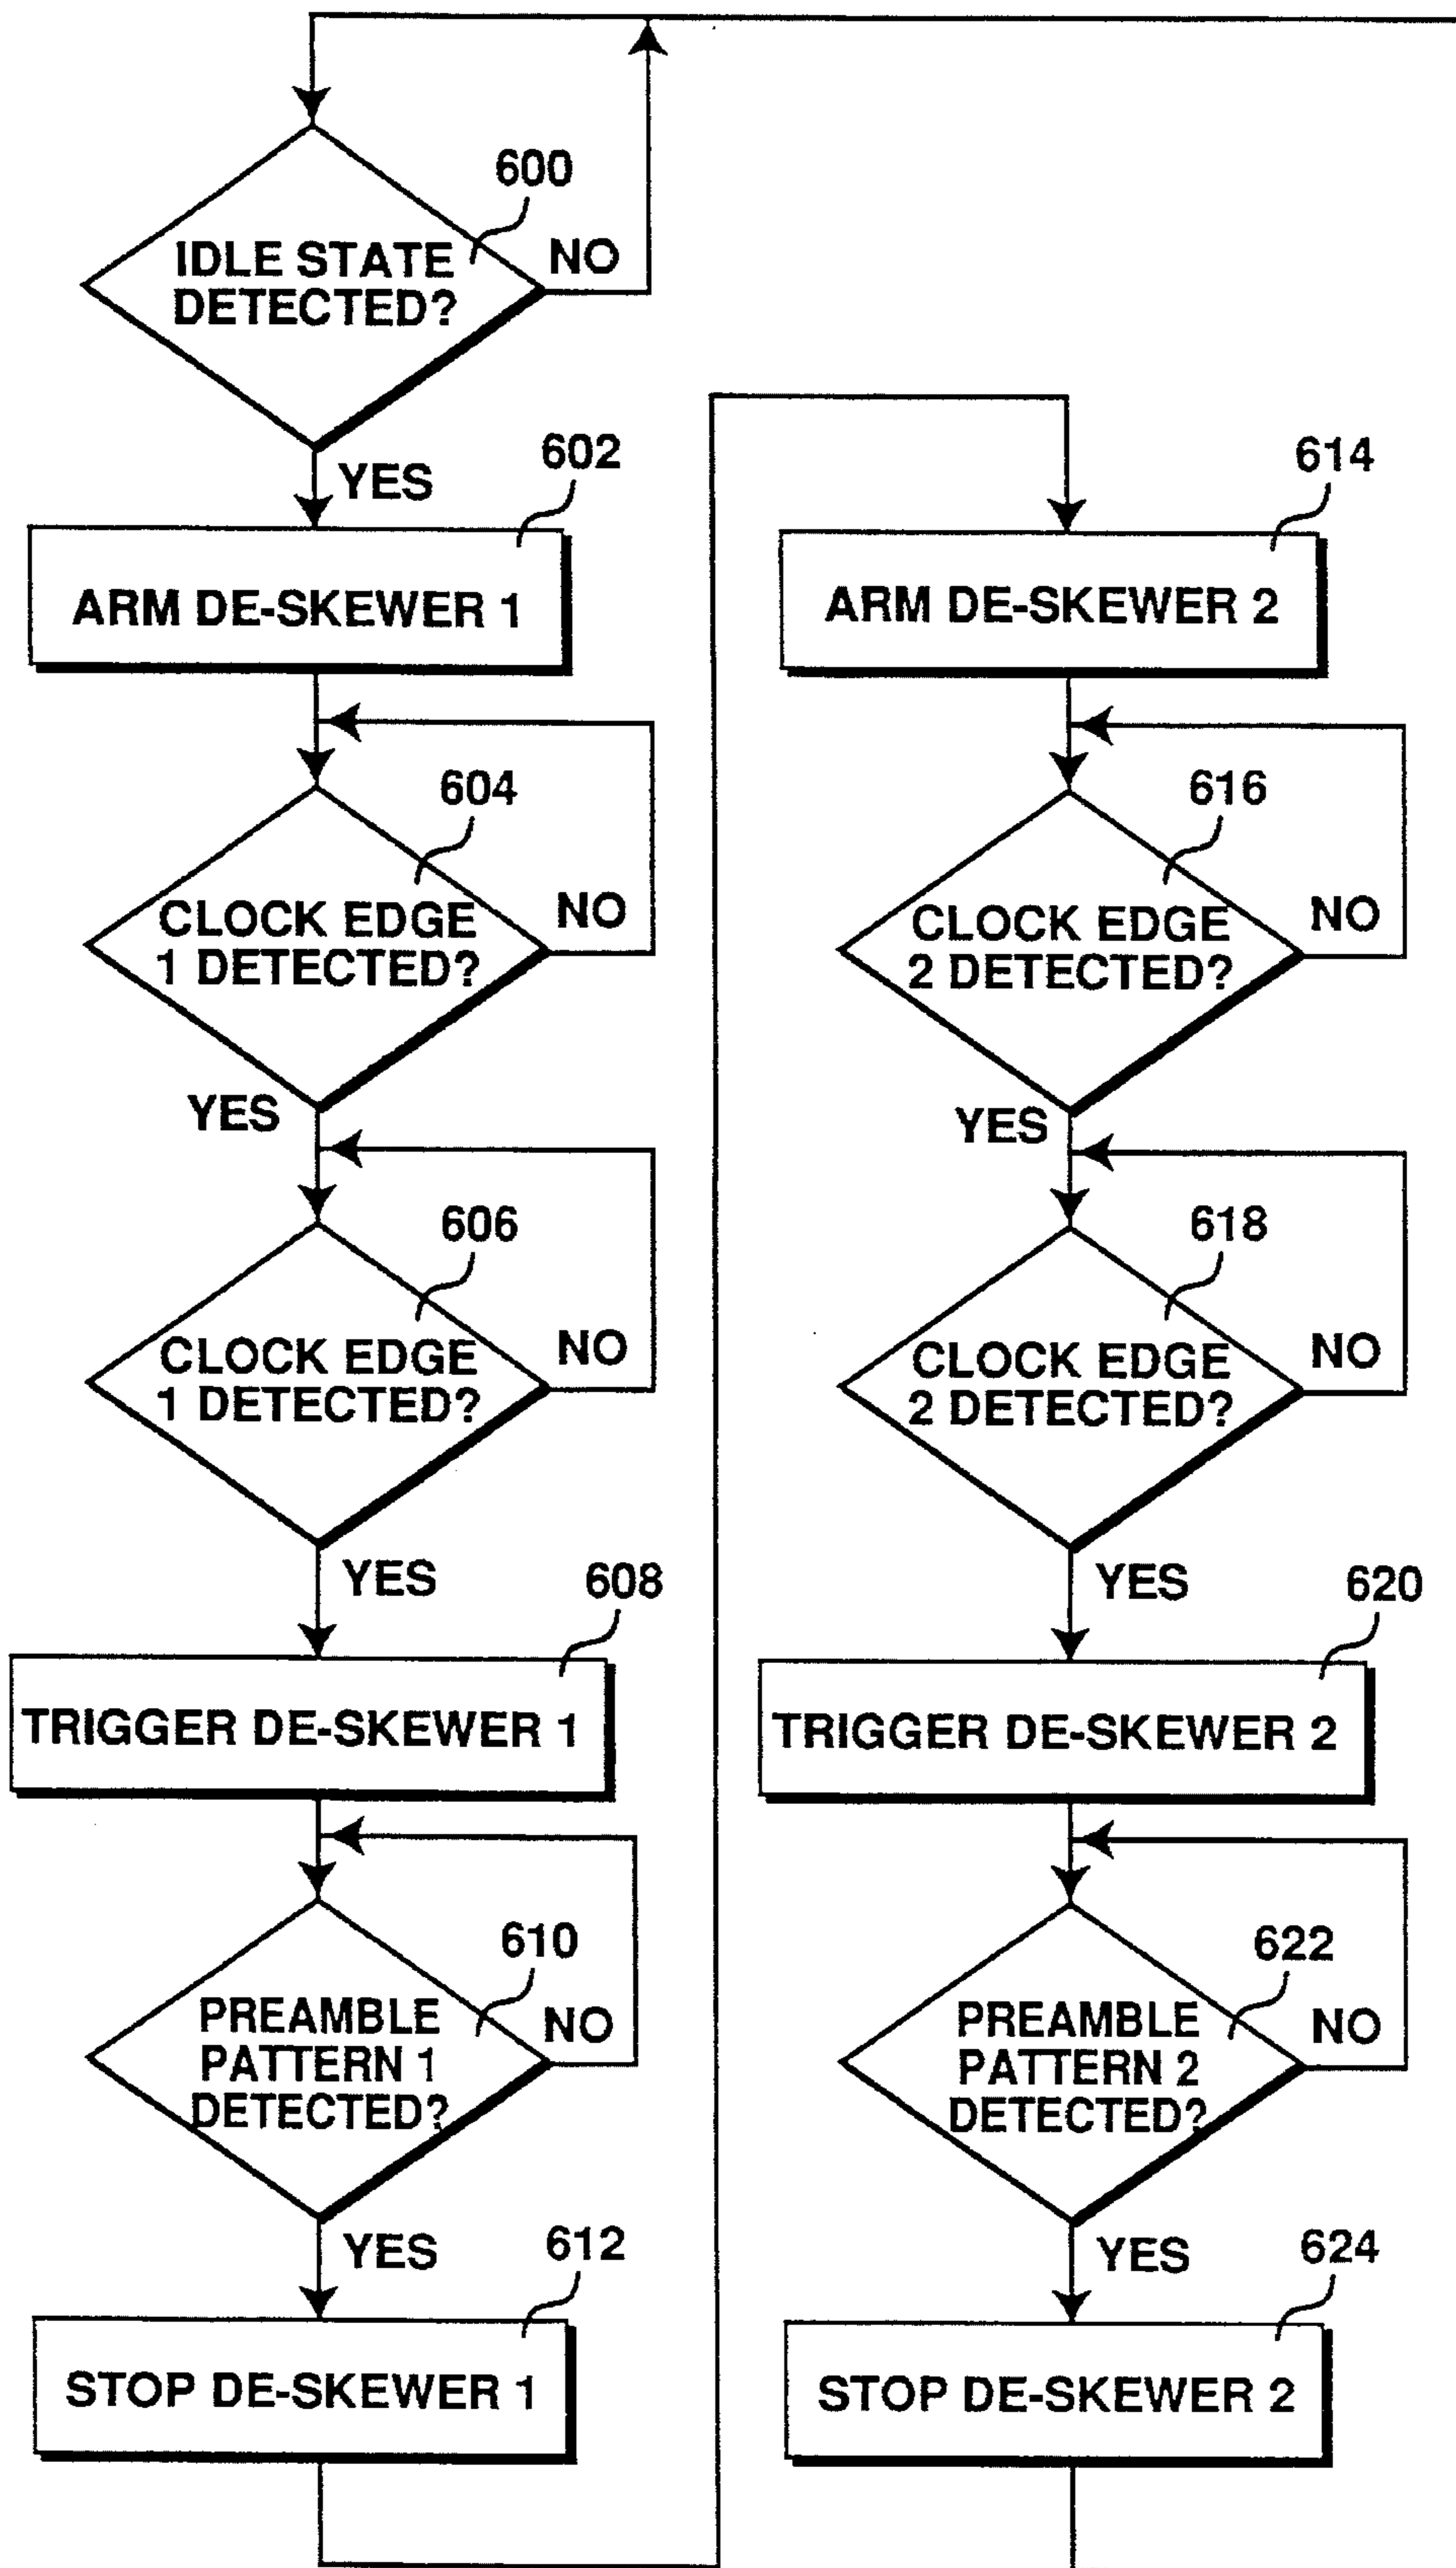 600
IDLE STATE
DETECTED?
NO
YES
602
ARM DE-SKEWER 1
604
CLOCK EDGE
1 DETECTED?
NO
YES
606
CLOCK EDGE
1 DETECTED?
NO
YES
608
TRIGGER DE-SKEWER 1
610
PREAMBLE
PATTERN 1
DETECTED?
NO
YES
612
STOP DE-SKEWER 1
614
ARM DE-SKEWER 2
616
CLOCK EDGE
2 DETECTED?
NO
YES
618
CLOCK EDGE
2 DETECTED?
NO
YES
620
TRIGGER DE-SKEWER 2
622
PREAMBLE
PATTERN 2
DETECTED?
NO
YES
624
STOP DE-SKEWER 2